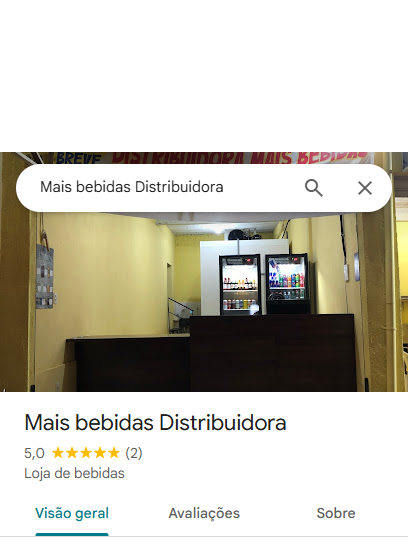 BREVE DISTRIBUIDORA MAIS BEBIDAS
Mais bebidas Distribuidora
Mais bebidas Distribuidora
5,0 ★★★★★ (2)
Loja de bebidas
Visão geral Avaliações Sobre